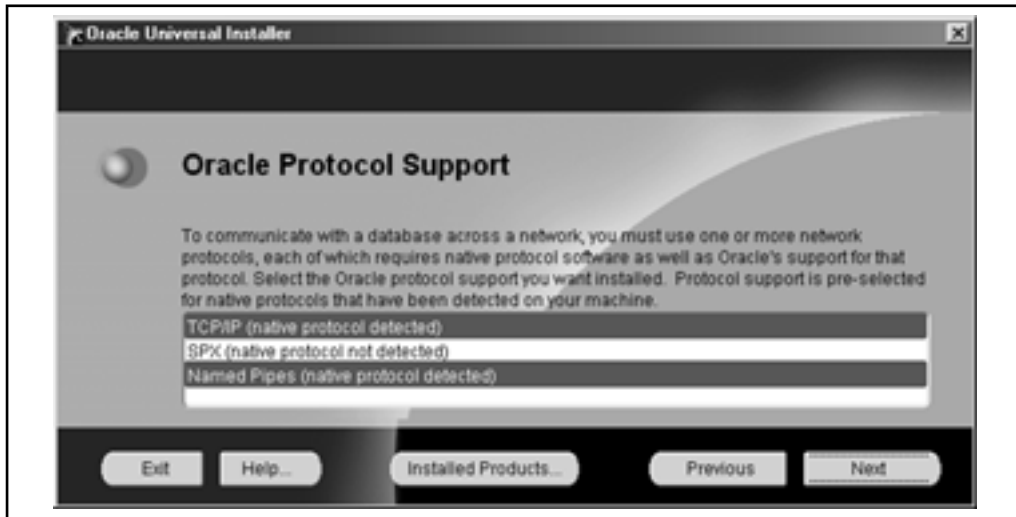 Oracle Universal Installer
Oracle Protocol Support
To communicate with a database across a network, you must use one or more network
protocols, each of which requires native protocol software as well as Oracle's support for that
protocol. Select the Oracle protocol support you want installed. Protocol support is pre-selected
for native protocols that have been detected on your machine.
TCP/IP (native protocol detected)
SPX (native protocol not detected)
Named Pipes (native protocol detected)
Exit
Help...
Installed Products...
Previous
Next